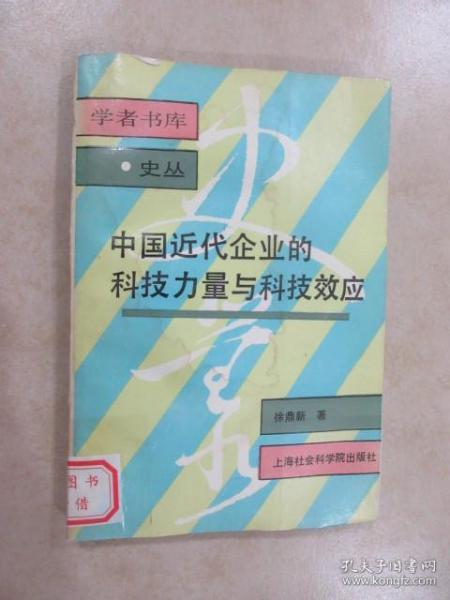 学者书库
•史丛
中国近代企业的
科技力量与科技效应
徐鼎新 著
上海社会科学院出版社
图书
借
孔夫子旧书网
www.kongfz.com